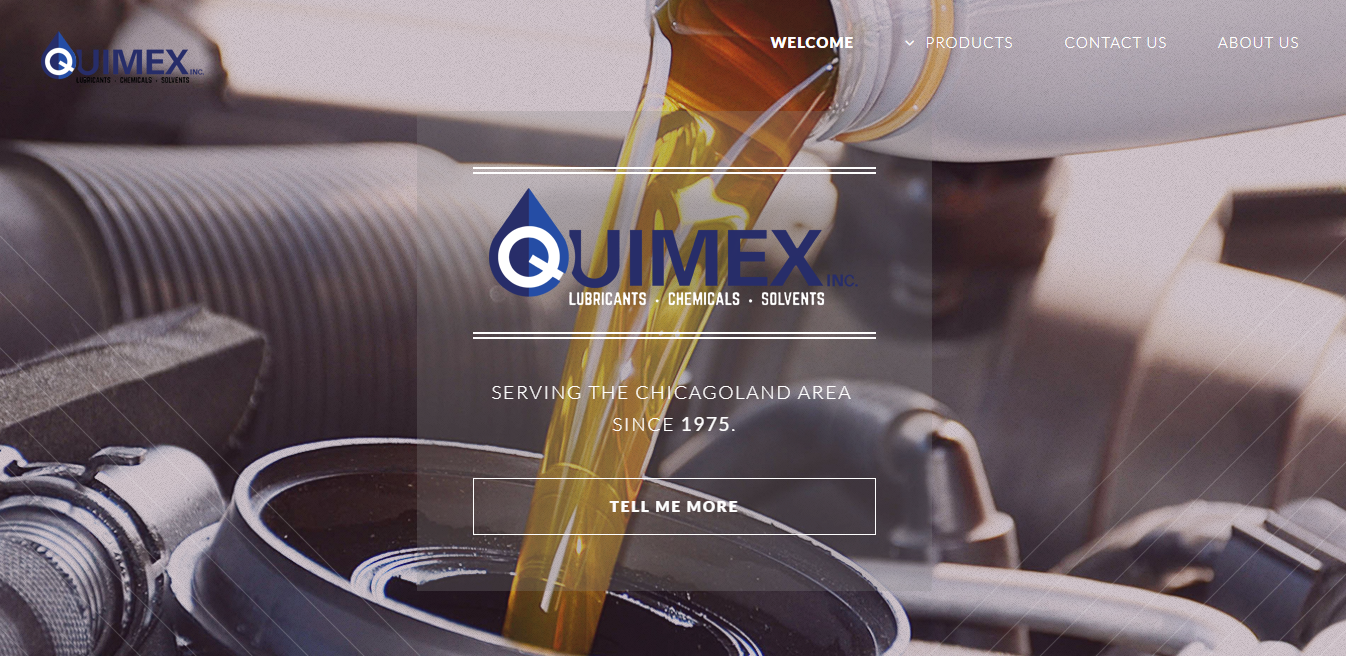 QUIMEX INC.
LUBRICANTS · CHEMICALS · SOLVENTS
WELCOME PRODUCTS CONTACT US ABOUT US
QUIMEX INC.
LUBRICANTS · CHEMICALS · SOLVENTS
SERVING THE CHICAGOLAND AREA
SINCE 1975.
TELL ME MORE